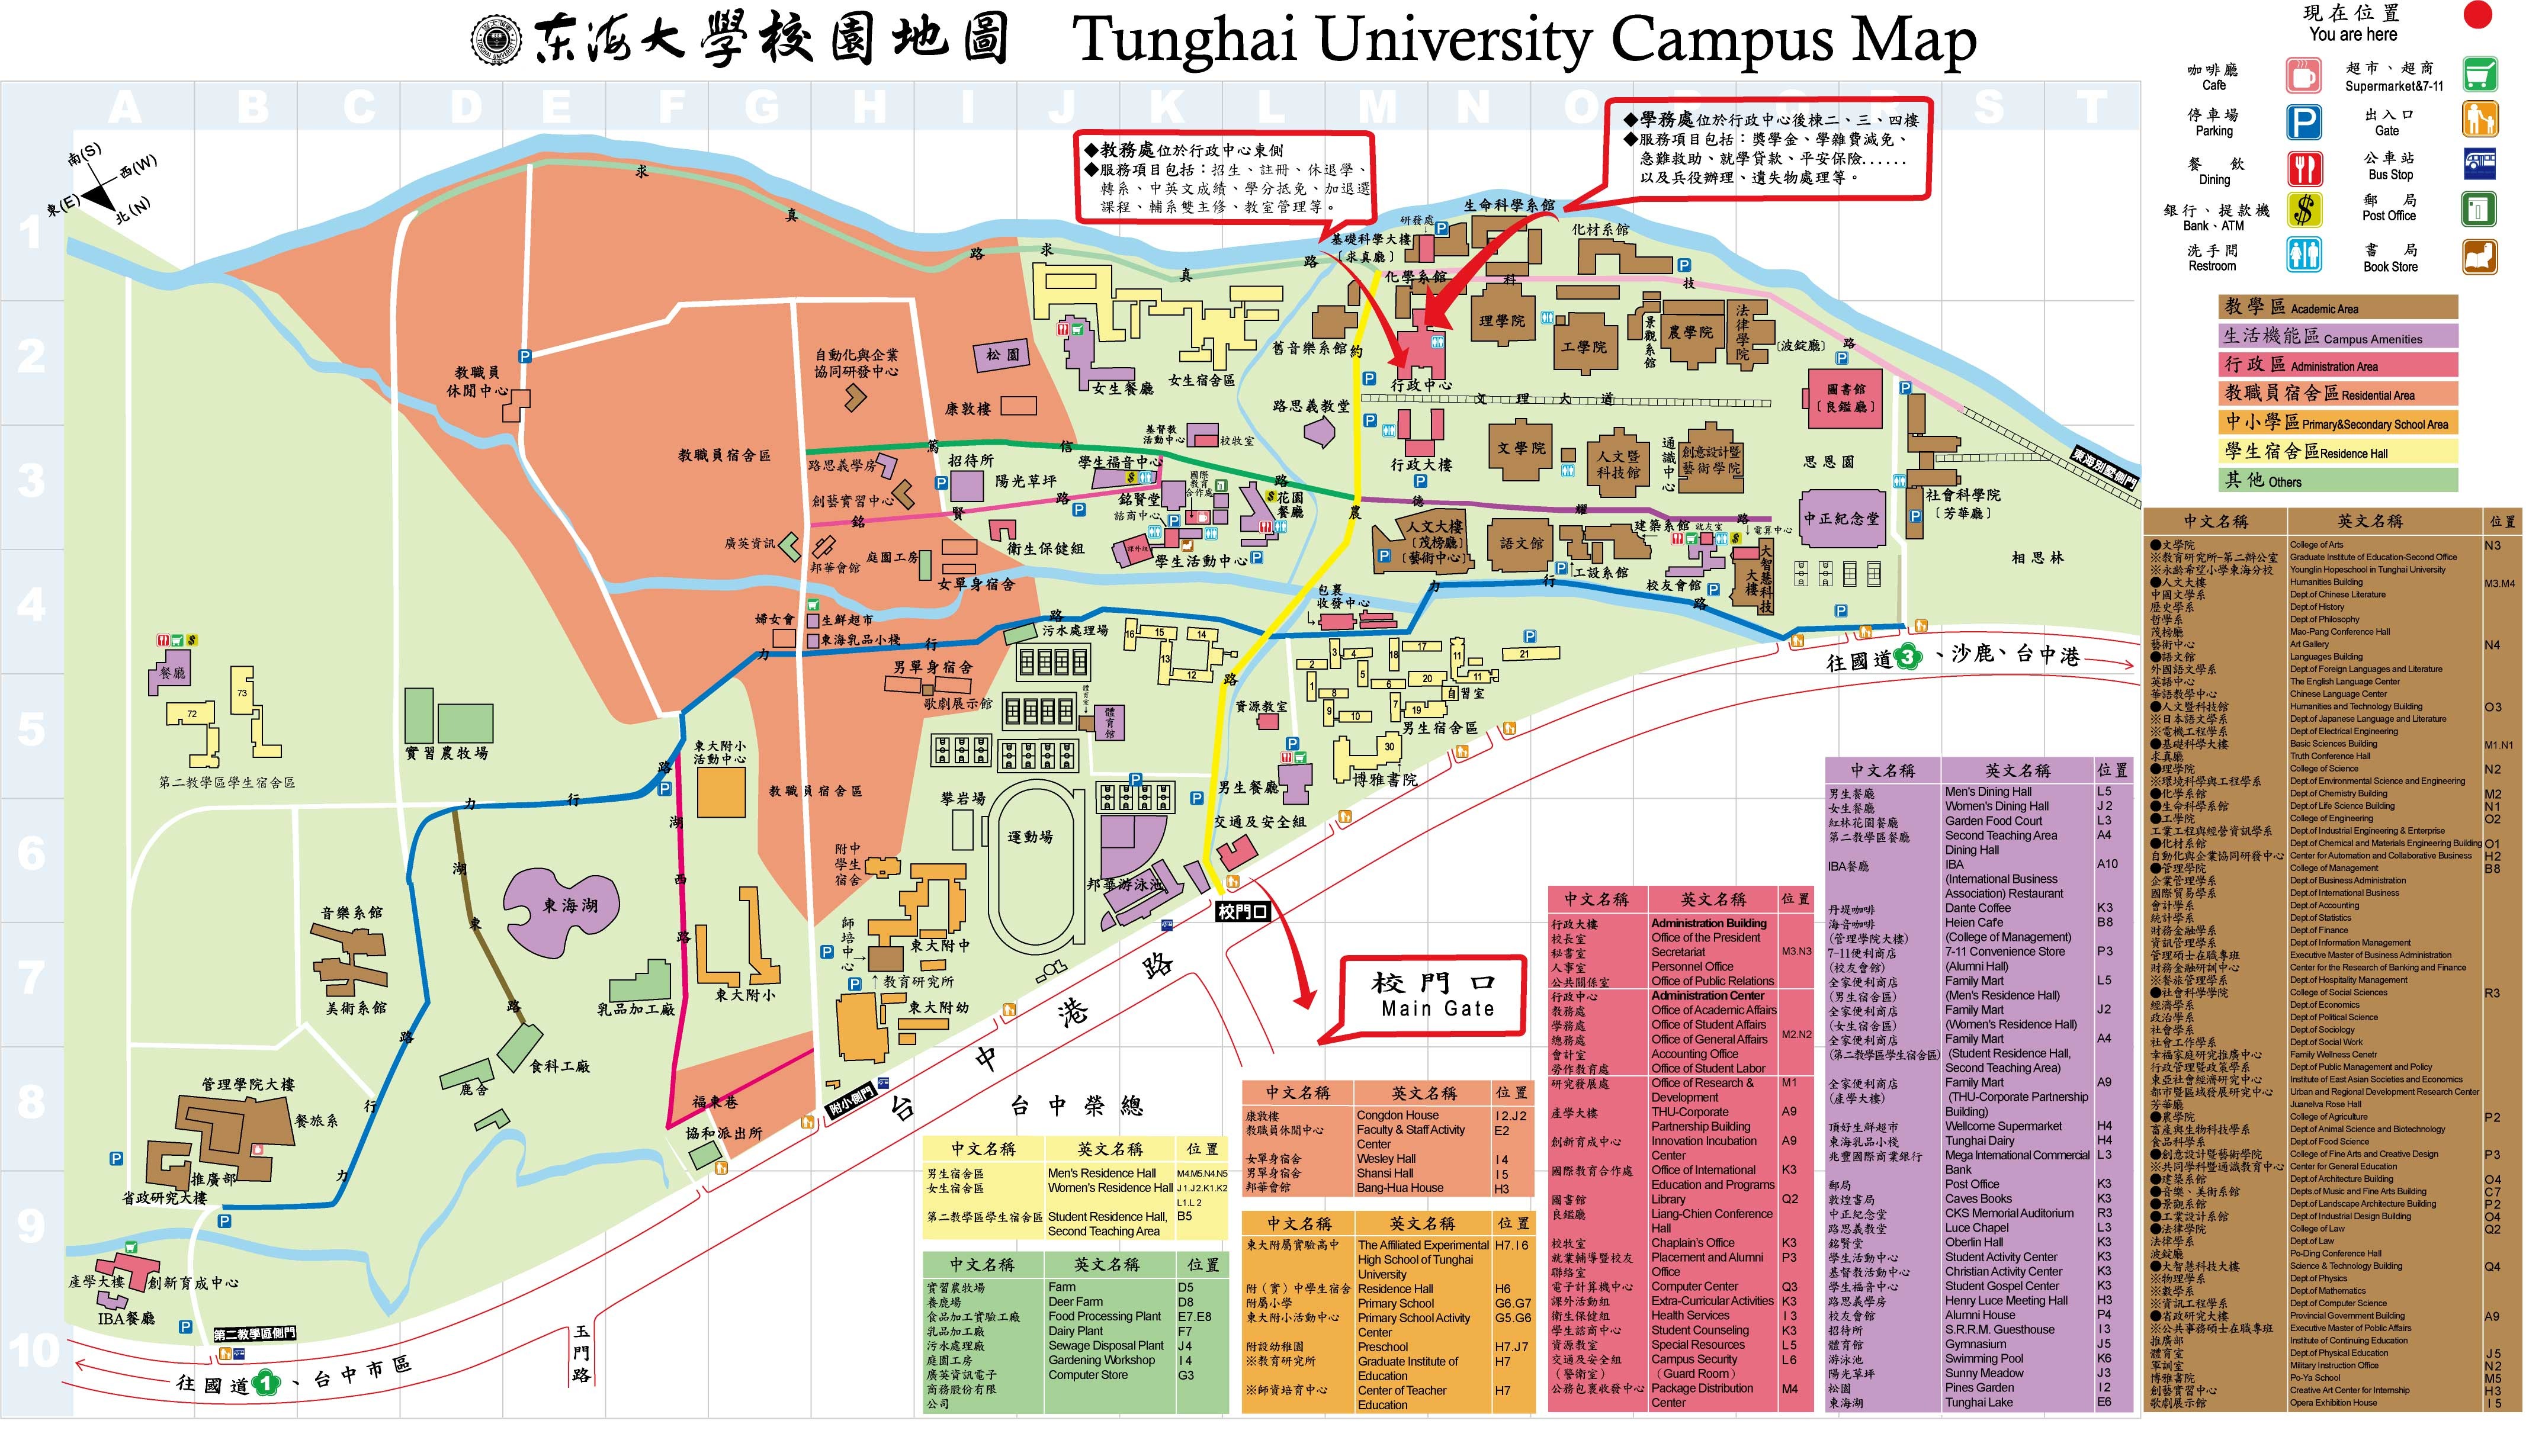 東海大學校園地圖 Tunghai University Campus Map
現在位置
You are here
咖啡廳
Cafe
超市、超商
Supermarket&7-11
停車場
Parking
出入口
Gate
餐 飲
Dining
公車站
Bus Stop
銀行、提款機
Bank、ATM
郵 局
Post Office
洗手間
Restroom
書 局
Book Store
教學區 Academic Area
生活機能區 Campus Amenities
行政區 Administration Area
教職員宿舍區 Residential Area
中小學區 Primary&Secondary School Area
學生宿舍區 Residence Hall
其他 Others
A B C D E F G H I J K L M N O P Q R S T
1
2
3
4
5
6
7
8
9
10
南(S)
西(W)
東(E)
北(N)
◆教務處位於行政中心東側
◆服務項目包括：招生、註冊、休退學、
轉系、中英文成績、學分抵免、加退選
課程、輔系雙主修、教室管理等。
◆學務處位於行政中心後棟二、三、四樓
◆服務項目包括：獎學金、學雜費減免、
急難救助、就學貸款、平安保險......
以及兵役辦理、遺失物處理等。
求真路
求真路
生命科學系館
研發處
基礎科學大樓
〔求真廳〕
化材系館
化學系館
科技路
理學院
工學院
景觀系館
農學院
法律學院
〔波錠廳〕
舊音樂系館
約農路
行政中心
文理大道
圖書館
〔良鑑廳〕
路思義教堂
行政大樓
文學院
人文暨
科技館
通識中心
創意設計暨
藝術學院
思恩園
東海別墅側門
社會科學院
〔芳華廳〕
中正紀念堂
德耀路
人文大樓
〔茂榜廳〕
〔藝術中心〕
語文館
建築系館
就友室
電算中心
工設系館
校友會館
大智慧科技大樓
相思林
力行路
女生餐廳
女生宿舍區
松園
自動化與企業
協同研發中心
康敦樓
教職員
休閒中心
教職員宿舍區
基督教
活動中心
校牧室
篤信路
路思義學房
招待所
陽光草坪
學生福音中心
國際教育合作處
創藝實習中心
銘賢堂
諮商中心
花園
餐廳
銘賢路
衛生保健組
課外組
學生活動中心
廣英資訊
邦華會館
庭園工房
女單身宿舍
婦女會
生鮮超市
東海乳品小棧
力行路
污水處理場
男單身宿舍
歌劇展示館
體育室
體育館
包裹
收發中心
16 15 14 13 12
1 2 3 4 5 6 7 8 9 10 11 11 17 18 19 20 21 30
自習室
男生宿舍區
資源教室
博雅書院
男生餐廳
交通及安全組
往國道3、沙鹿、台中港
餐廳
72
73
第二教學區學生宿舍區
實習農牧場
東大附小
活動中心
教職員宿舍區
攀岩場
運動場
邦華游泳池
校門口
附中
學生
宿舍
師培中心
東大附中
教育研究所
東大附幼
東大附小
湖西路
湖東路
東海湖
音樂系館
美術系館
乳品加工廠
食科工廠
鹿舍
管理學院大樓
餐旅系
推廣部
省政研究大樓
力行路
福東巷
協和派出所
附小側門
台中港路
台中榮總
校門口
Main Gate
產學大樓
創新育成中心
IBA餐廳
第二教學區側門
往國道1、台中市區
玉門路
中文名稱 英文名稱 位置
男生宿舍區 Men's Residence Hall M4.M5.N4.N5
女生宿舍區 Women's Residence Hall J1.J2.K1.K2
L1.L2
第二教學區學生宿舍區 Student Residence Hall, B5
Second Teaching Area
中文名稱 英文名稱 位置
實習農牧場 Farm D5
養鹿場 Deer Farm D8
食品加工實驗工廠 Food Processing Plant E7.E8
乳品加工廠 Dairy Plant F7
污水處理廠 Sewage Disposal Plant J4
庭園工房 Gardening Workshop I4
廣英資訊電子 Computer Store G3
商務股份有限
公司
中文名稱 英文名稱 位置
康敦樓 Congdon House I2.J2
教職員休閒中心 Faculty & Staff Activity E2
Center
女單身宿舍 Wesley Hall I4
男單身宿舍 Shansi Hall I5
邦華會館 Bang-Hua House H3
中文名稱 英文名稱 位置
東大附屬實驗高中 The Affiliated Experimental H7.I6
High School of Tunghai
University
附（實）中學生宿舍 Residence Hall H6
附屬小學 Primary School G6.G7
東大附小活動中心 Primary School Activity G5.G6
Center
附設幼稚園 Preschool H7.J7
※教育研究所 Graduate Institute of H7
Education
※師資培育中心 Center of Teacher H7
Education
中文名稱 英文名稱 位置
行政大樓 Administration Building
校長室 Office of the President
秘書室 Secretariat M3.N3
人事室 Personnel Office
公共關係室 Office of Public Relations
行政中心 Administration Center
教務處 Office of Academic Affairs
學務處 Office of Student Affairs
總務處 Office of General Affairs M2.N2
會計室 Accounting Office
勞作教育處 Office of Student Labor
研究發展處 Office of Research & M1
Development
產學大樓 THU-Corporate A9
Partnership Building
創新育成中心 Innovation Incubation A9
Center
國際教育合作處 Office of International K3
Education and Programs
圖書館 Library Q2
良鑑廳 Liang-Chien Conference
Hall
校牧室 Chaplain's Office K3
就業輔導暨校友 Placement and Alumni P3
聯絡室 Office
電子計算機中心 Computer Center Q3
課外活動組 Extra-Curricular Activities K3
衛生保健組 Health Services I3
學生諮商中心 Student Counseling K3
資源教室 Special Resources L5
交通及安全組 Campus Security L6
（警衛室） （Guard Room）
公務包裹收發中心 Package Distribution M4
Center
中文名稱 英文名稱 位置
男生餐廳 Men's Dining Hall L5
女生餐廳 Women's Dining Hall J2
紅林花園餐廳 Garden Food Court L3
第二教學區餐廳 Second Teaching Area A4
Dining Hall
IBA餐廳 IBA A10
(International Business
Association) Restaurant
丹堤咖啡 Dante Coffee K3
海音咖啡 Heien Cafe B8
(管理學院大樓) (College of Management)
7-11便利商店 7-11 Convenience Store P3
(校友會館) (Alumni Hall)
全家便利商店 Family Mart L5
(男生宿舍區) (Men's Residence Hall)
全家便利商店 Family Mart J2
(女生宿舍區) (Women's Residence Hall)
全家便利商店 Family Mart A4
(第二教學區學生宿舍區) (Student Residence Hall,
Second Teaching Area)
全家便利商店 Family Mart A9
(產學大樓) (THU-Corporate Partnership
Building)
頂好生鮮超市 Wellcome Supermarket H4
東海乳品小棧 Tunghai Dairy H4
兆豐國際商業銀行 Mega International Commercial L3
Bank
郵局 Post Office K3
敦煌書局 Caves Books K3
中正紀念堂 CKS Memorial Auditorium R3
路思義教堂 Luce Chapel L3
銘賢堂 Oberlin Hall K3
學生活動中心 Student Activity Center K3
基督教活動中心 Christian Activity Center K3
學生福音中心 Student Gospel Center K3
路思義學房 Henry Luce Meeting Hall H3
校友會館 Alumni House P4
招待所 S.R.R.M. Guesthouse I3
體育館 Gymnasium J5
游泳池 Swimming Pool K6
陽光草坪 Sunny Meadow J3
松園 Pines Garden I2
東海湖 Tunghai Lake E6
中文名稱 英文名稱 位置
●文學院 College of Arts N3
※教育研究所-第二辦公室 Graduate Institute of Education-Second Office
※永齡希望小學東海分校 Younglin Hopeschool in Tunghai University
●人文大樓 Humanities Building M3.M4
中國文學系 Dept.of Chinese Literature
歷史學系 Dept.of History
哲學系 Dept.of Philosophy
茂榜廳 Mao-Pang Conference Hall
藝術中心 Art Gallery N4
●語文館 Languages Building
外國語文學系 Dept.of Foreign Languages and Literature
英語中心 The English Language Center
華語教學中心 Chinese Language Center
●人文暨科技館 Humanities and Technology Building O3
※日本語文學系 Dept.of Japanese Language and Literature
※電機工程學系 Dept.of Electrical Engineering
●基礎科學大樓 Basic Sciences Building M1.N1
求真廳 Truth Conference Hall
●理學院 College of Science N2
※環境科學與工程學系 Dept.of Environmental Science and Engineering
●化學系館 Dept.of Chemistry Building M2
●生命科學系館 Dept.of Life Science Building N1
●工學院 College of Engineering O2
工業工程與經營資訊學系 Dept.of Industrial Engineering & Enterprise
●化材系館 Dept.of Chemical and Materials Engineering Building O1
自動化與企業協同研發中心 Center for Automation and Collaborative Business H2
●管理學院 College of Management B8
企業管理學系 Dept.of Business Administration
國際貿易學系 Dept.of International Business
會計學系 Dept.of Accounting
統計學系 Dept.of Statistics
財務金融學系 Dept.of Finance
資訊管理學系 Dept.of Information Management
管理碩士在職專班 Executive Master of Business Administration
財務金融研訓中心 Center for the Research of Banking and Finance
※餐旅管理學系 Dept.of Hospitality Management
●社會科學學院 College of Social Sciences R3
經濟學系 Dept.of Economics
政治學系 Dept.of Political Science
社會學系 Dept.of Sociology
社會工作學系 Dept.of Social Work
幸福家庭研究推廣中心 Family Wellness Cenetr
行政管理暨政策學系 Dept.of Public Management and Policy
東亞社會經濟研究中心 Institute of East Asian Societies and Economics
都市暨區域發展研究中心 Urban and Regional Development Research Center
芳華廳 Juanelva Rose Hall
●農學院 College of Agriculture P2
畜產與生物科技學系 Dept.of Animal Science and Biotechnology
食品科學系 Dept.of Food Science
●創意設計暨藝術學院 College of Fine Arts and Creative Design P3
※共同學科暨通識教育中心 Center for General Education
●建築系館 Dept.of Architecture Building O4
●音樂、美術系館 Depts.of Music and Fine Arts Building C7
●景觀系館 Dept.of Landscape Architecture Building P2
●工業設計系館 Dept.of Industrial Design Building O4
●法律學院 College of Law Q2
法律學系 Dept.of Law
波錠廳 Po-Ding Conference Hall
●大智慧科技大樓 Science & Technology Building Q4
※物理學系 Dept.of Physics
※數學系 Dept.of Mathematics
※資訊工程學系 Dept.of Computer Science
●省政研究大樓 Provincial Government Building A9
※公共事務碩士在職專班 Executive Master of Public Affairs
推廣部 Institute of Continuing Education
體育室 Dept.of Physical Education J5
軍訓室 Military Instruction Office N2
博雅書院 Po-Ya School M5
創藝實習中心 Creative Art Center for Internship H3
歌劇展示館 Opera Exhibition House I5